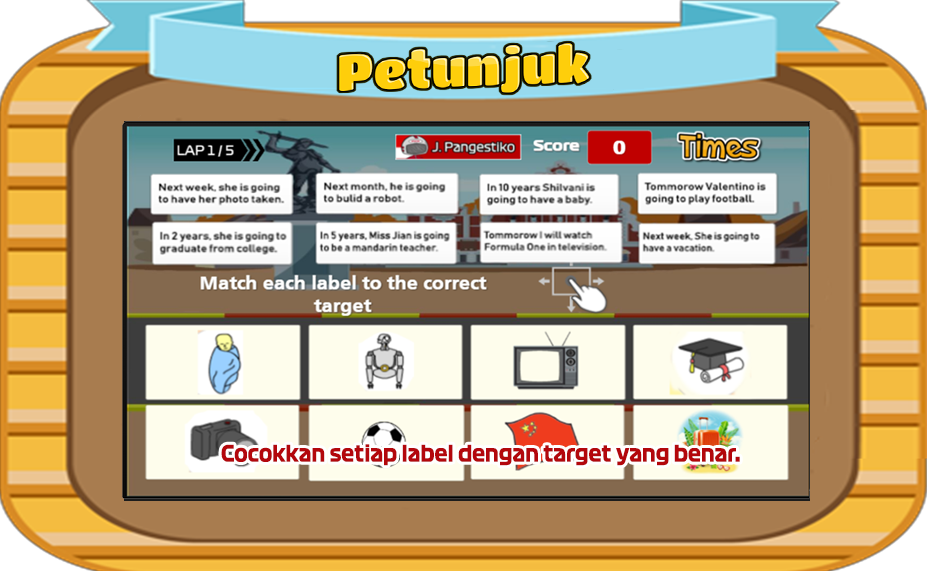 Petunjuk
LAP 1 / 5
J. Pangestiko
Score
0
Times
Next week, she is going
to have her photo taken.
Next month, he is going
to bulid a robot.
In 10 years Shilvani is
going to have a baby.
Tommorow Valentino is
going to play football.
In 2 years, she is going to
graduate from college.
In 5 years, Miss Jian is going
to be a mandarin teacher.
Tommorow I will watch
Formula One in television.
Next week, She is going to
have a vacation.
Match each label to the correct
target
Cocokkan setiap label dengan target yang benar.